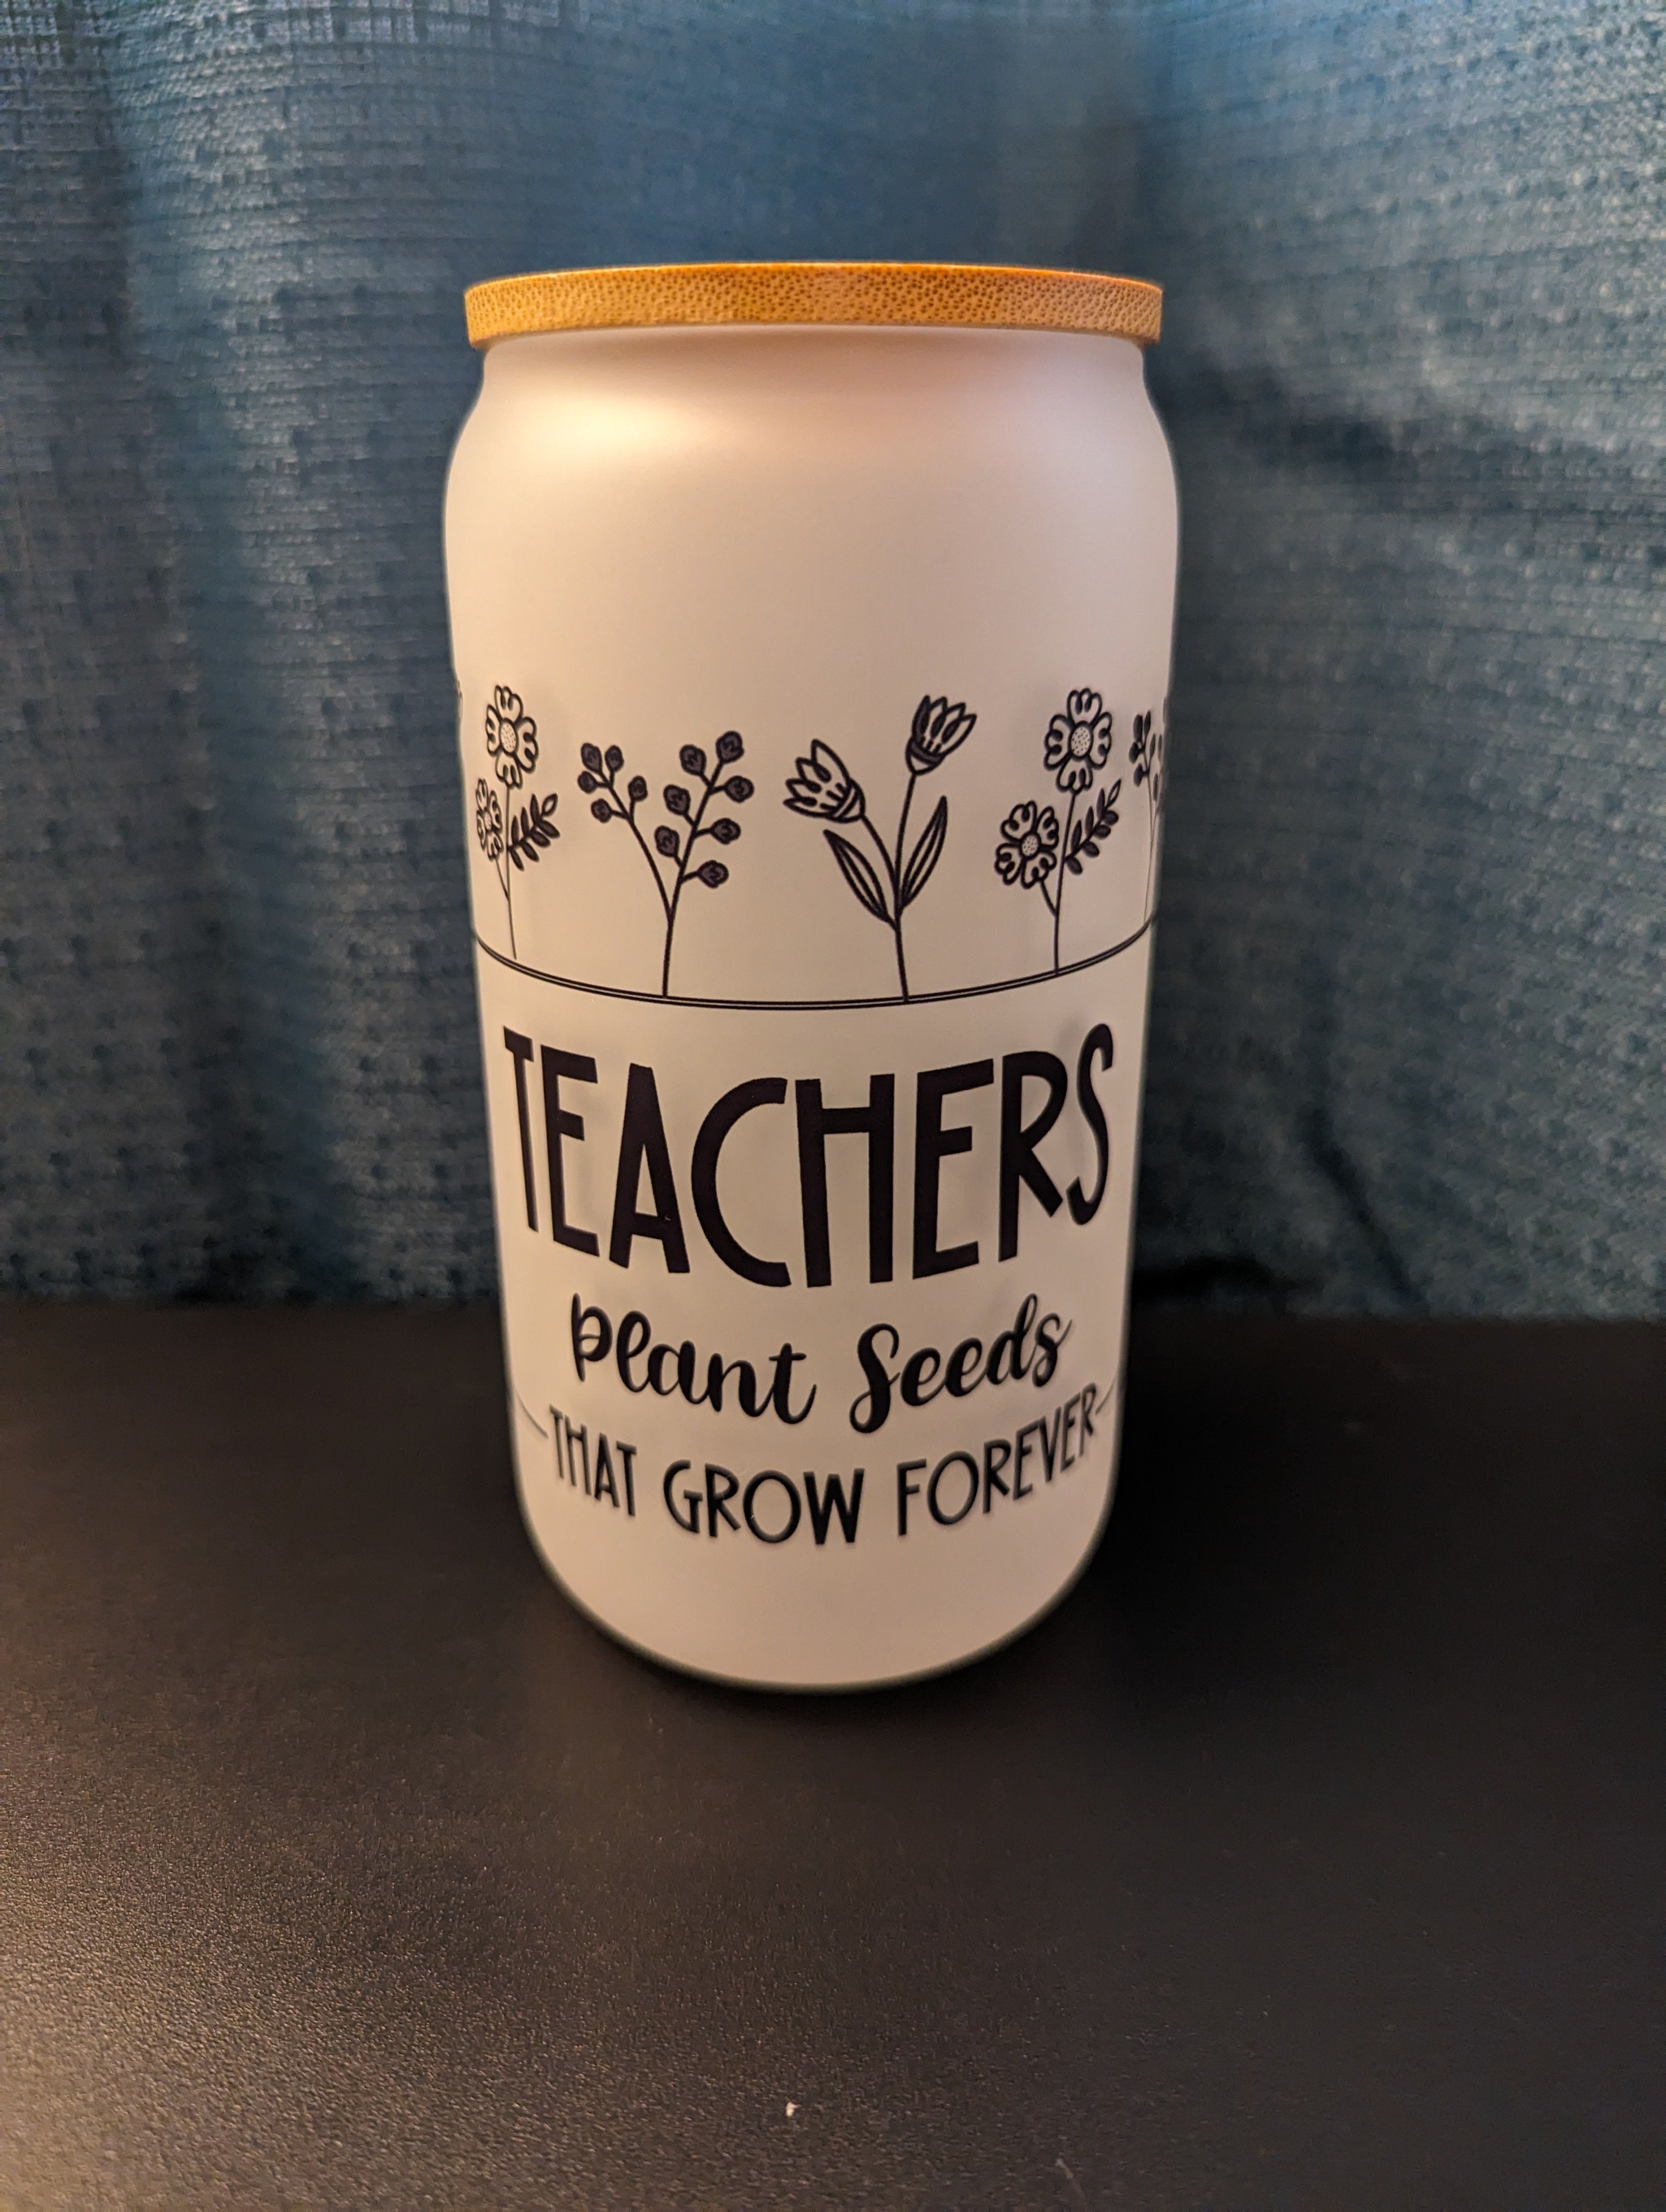 TEACHERS
plant Seeds
THAT GROW FOREVER